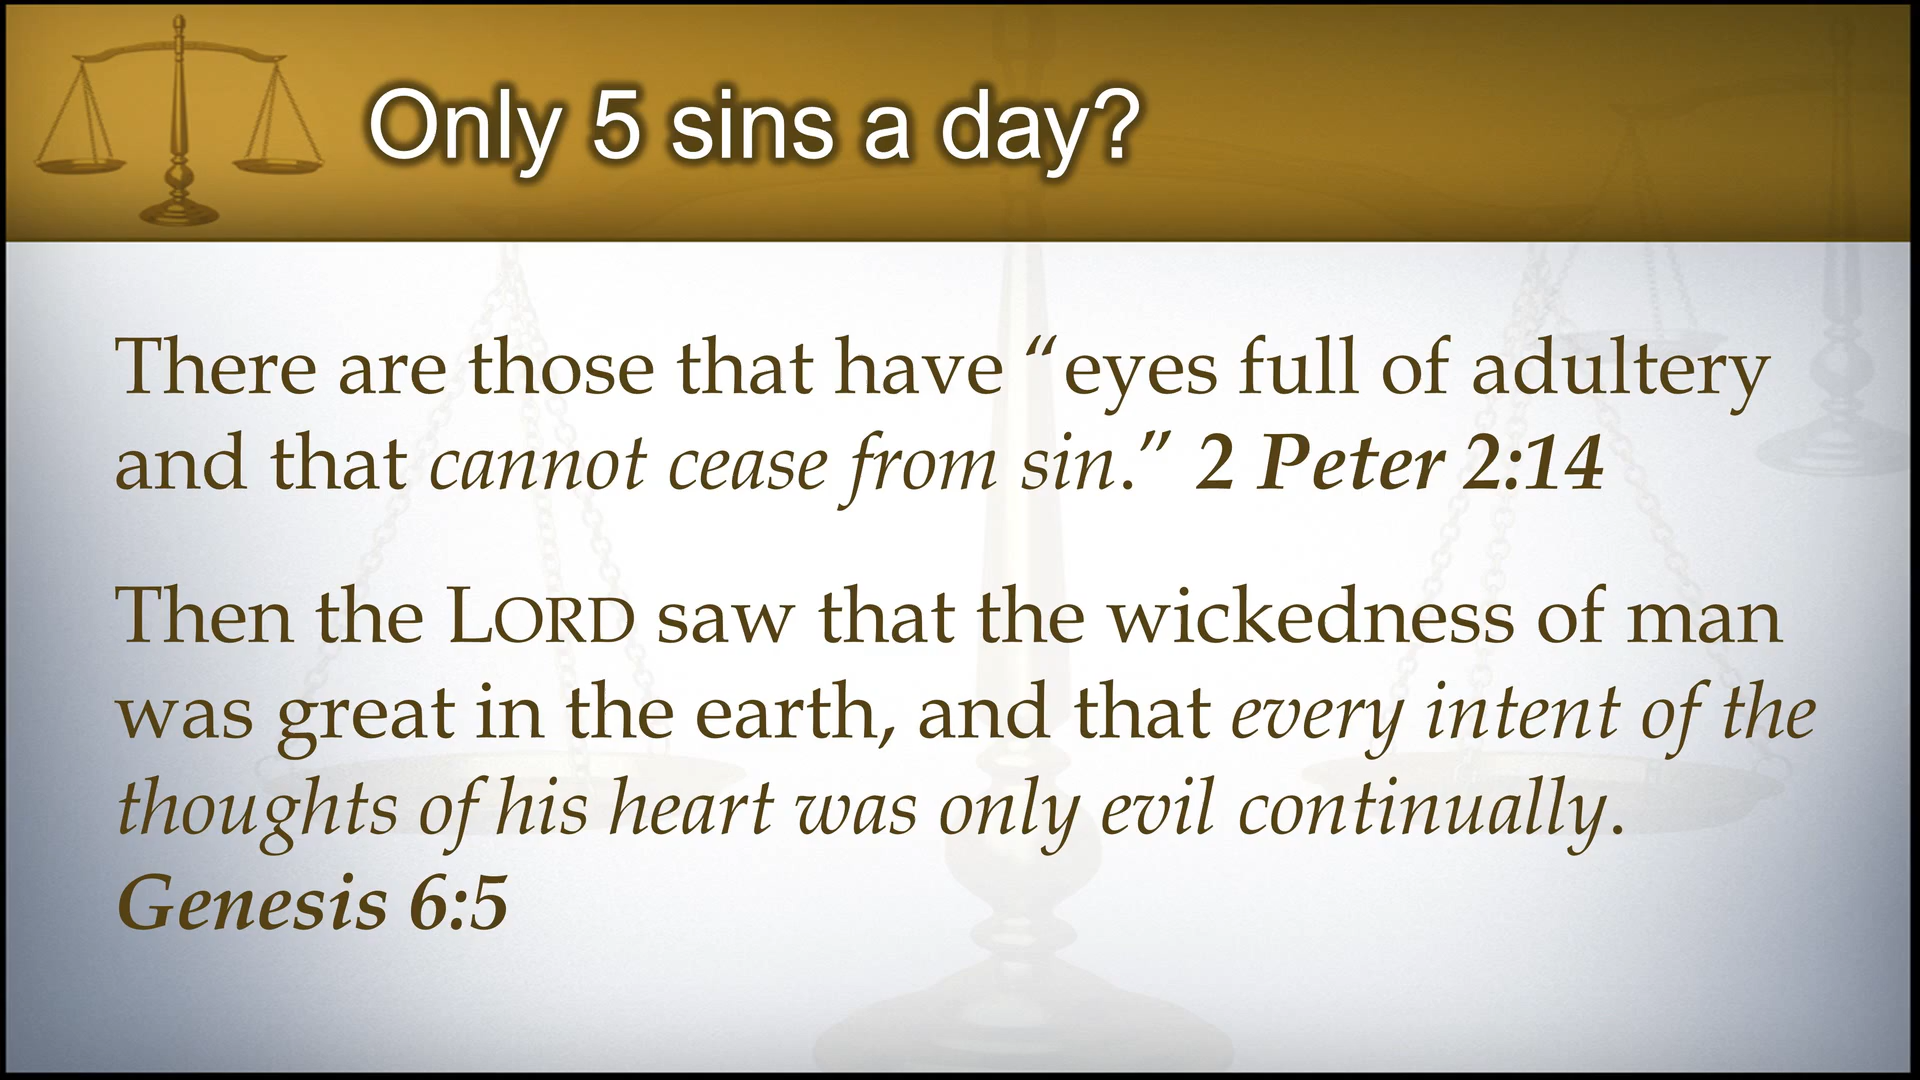 Only 5 sins a day?
There are those that have “eyes full of adultery
and that cannot cease from sin.” 2 Peter 2:14
Then the LORD saw that the wickedness of man
was great in the earth, and that every intent of the
thoughts of his heart was only evil continually.
Genesis 6:5